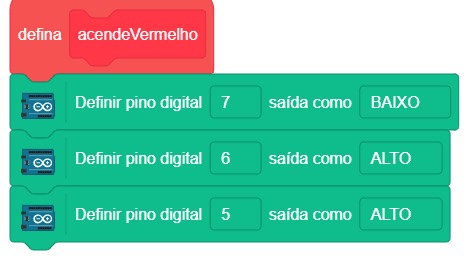 defina acendeVermelho
Definir pino digital 7 saída como BAIXO
Definir pino digital 6 saída como ALTO
Definir pino digital 5 saída como ALTO